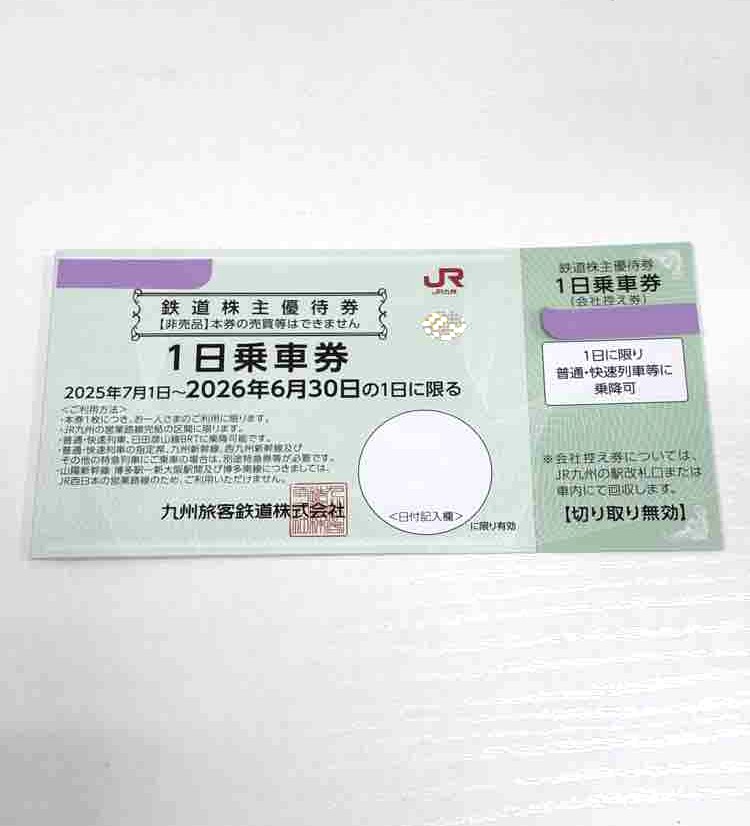 鉄道株主優待券
【非売品】本券の売買等はできません
JR
JR九州
1日乗車券
2025年7月1日～2026年6月30日の1日に限る
＜ご利用方法＞
・本券1枚につき、お一人さまのご利用に限ります。
・JR九州の営業路線完結の区間に限ります。
・普通・快速列車、日田彦山線BRTに乗降可能です。
・普通・快速列車の指定席、九州新幹線、西九州新幹線及び
その他の特急列車にご乗車の場合は、別途特急券等が必要です。
・山陽新幹線 博多駅－新大阪駅間及び博多南線につきましては、
JR西日本の営業路線のため、ご利用いただけません。
九州旅客鉄道株式会社
＜日付記入欄＞
に限り有効
鉄道株主優待券
1日乗車券
(会社控え券)
1日に限り
普通・快速列車等に
乗降可
※会社控え券については、
JR九州の駅改札口または
車内にて回収します。
【切り取り無効】